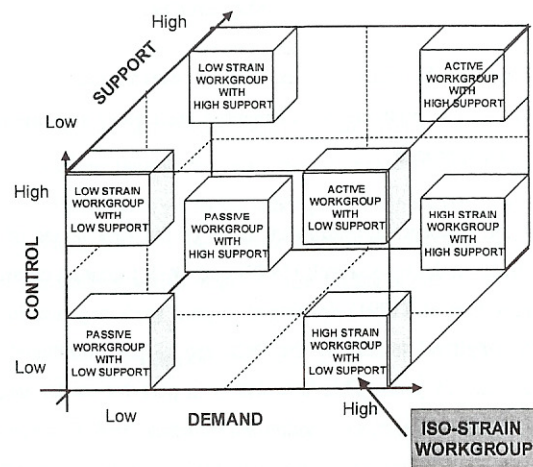 High
SUPPORT
Low
LOW STRAIN
WORKGROUP
WITH
HIGH SUPPORT
ACTIVE
WORKGROUP
WITH
HIGH SUPPORT
High
LOW STRAIN
WORKGROUP
WITH
LOW SUPPORT
PASSIVE
WORKGROUP
WITH
HIGH SUPPORT
ACTIVE
WORKGROUP
WITH
LOW SUPPORT
HIGH STRAIN
WORKGROUP
WITH
HIGH SUPPORT
CONTROL
PASSIVE
WORKGROUP
WITH
LOW SUPPORT
HIGH STRAIN
WORKGROUP
WITH
LOW SUPPORT
Low
Low
DEMAND
High
ISO-STRAIN
WORKGROUP